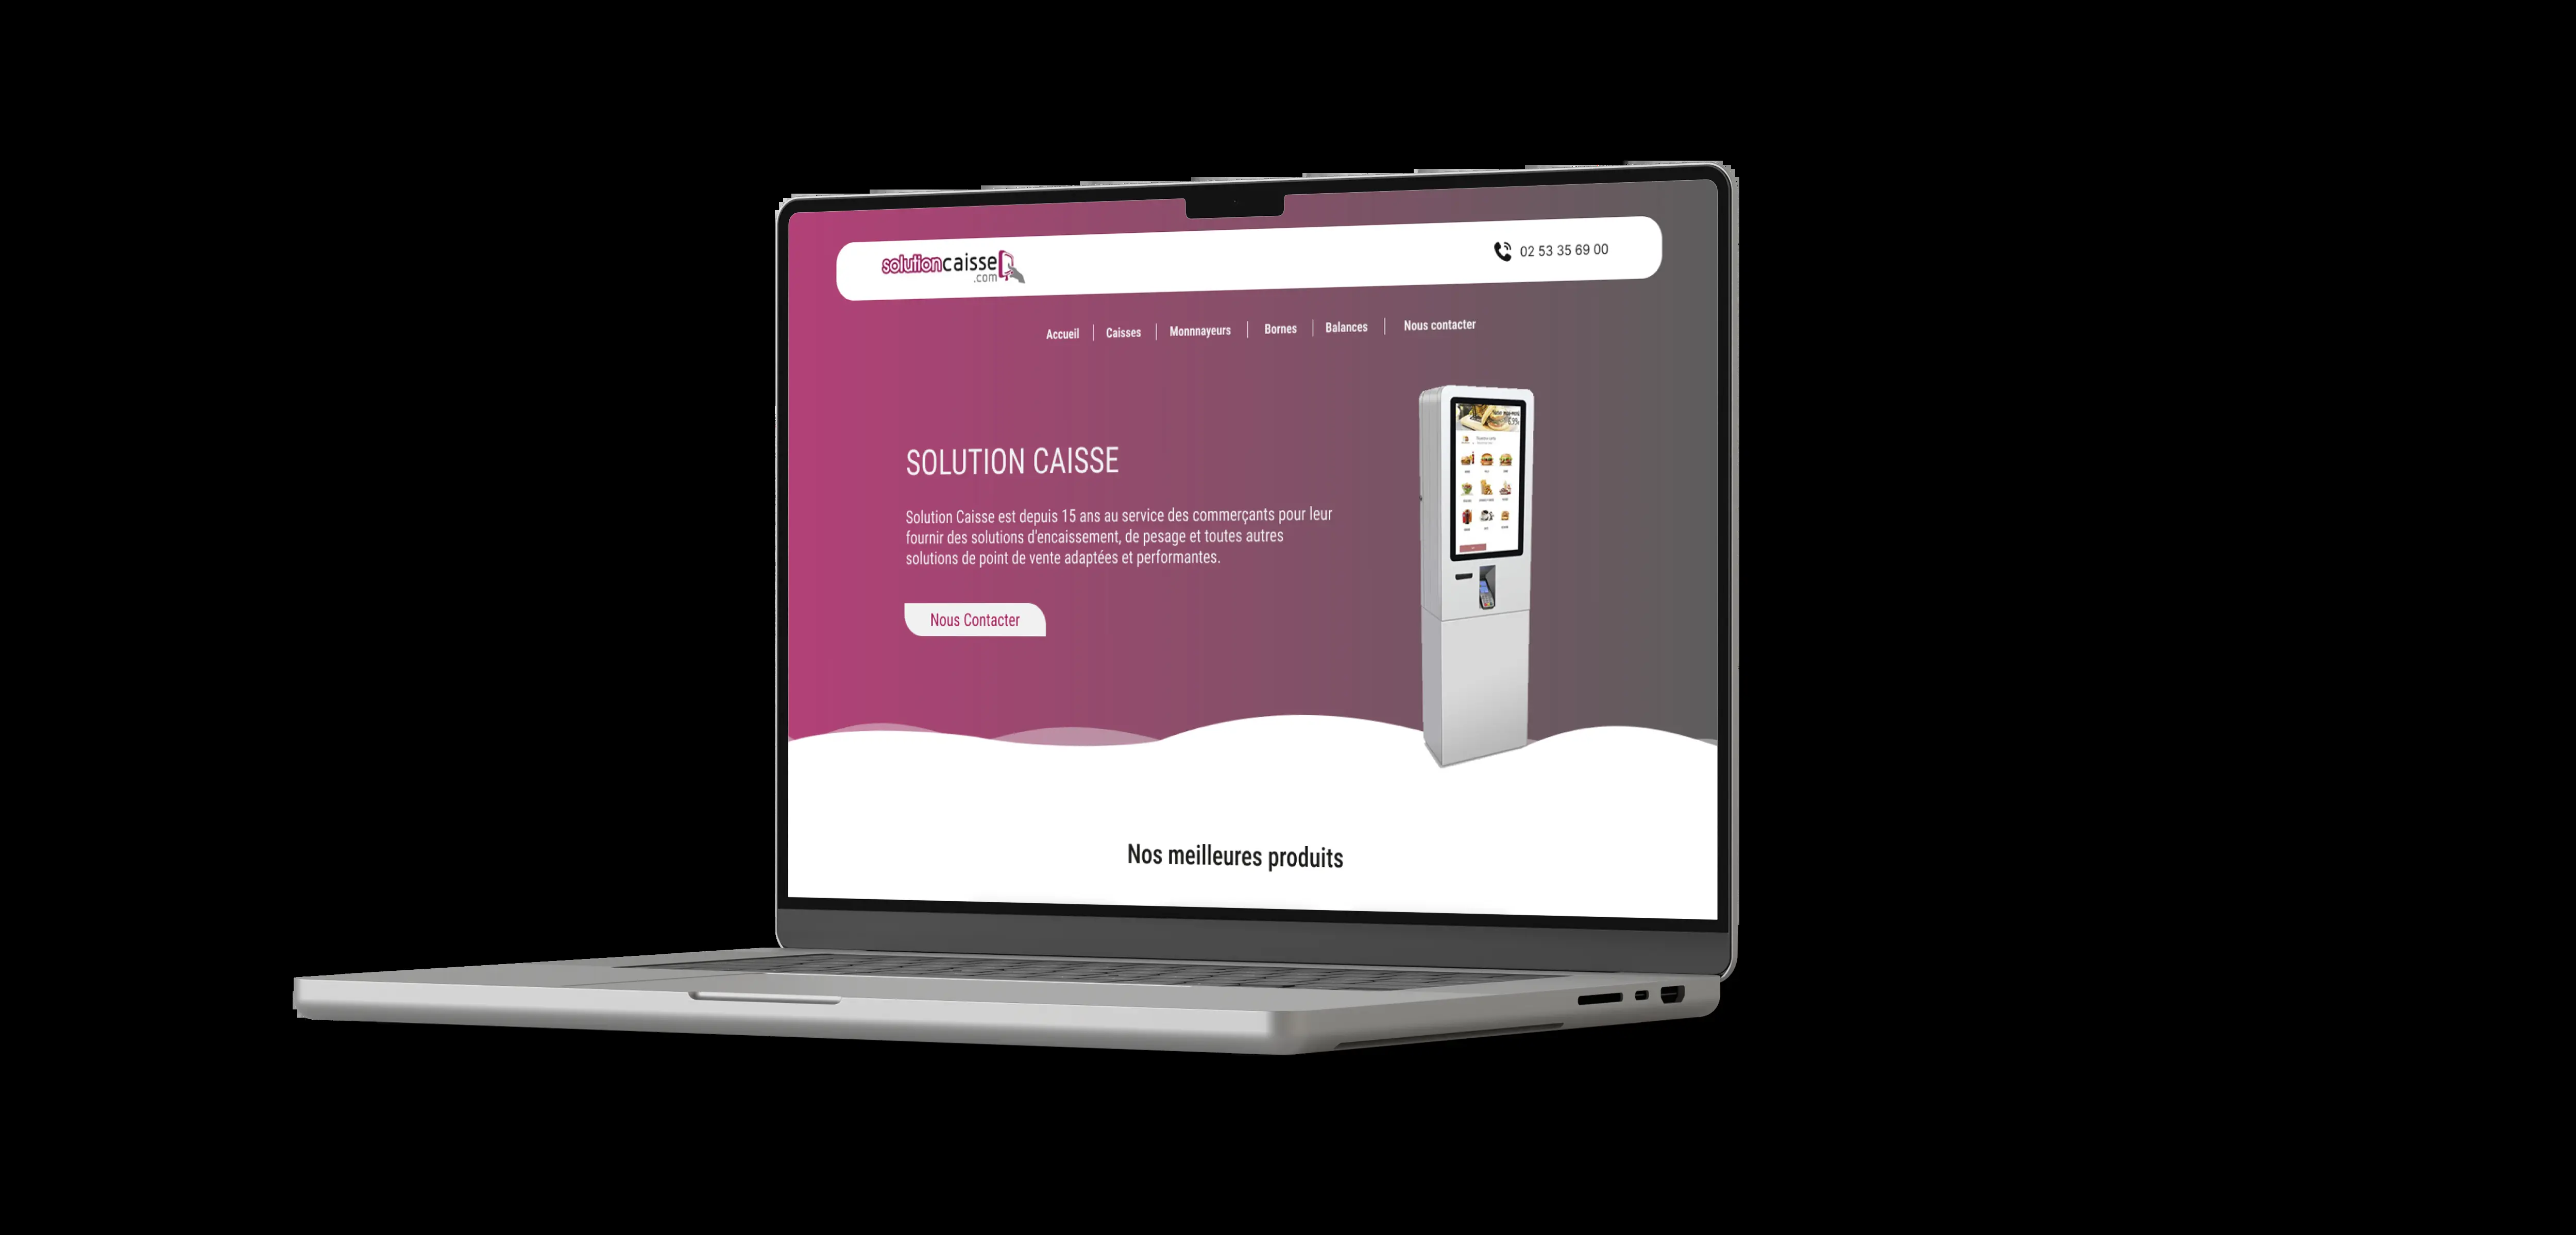 solutioncaisse
.com
02 53 35 69 00
Accueil
Caisses
Monnnayeurs
Bornes
Balances
Nous contacter
SOLUTION CAISSE
Solution Caisse est depuis 15 ans au service des commerçants pour leur
fournir des solutions d'encaissement, de pesage et toutes autres
solutions de point de vente adaptées et performantes.
Nous Contacter
Nos meilleures produits